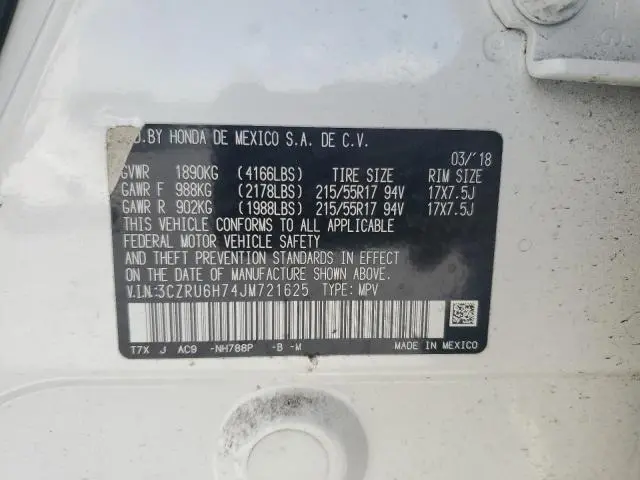 D.BY HONDA DE MEXICO S.A. DE C.V.
03/'18
GVWR 1890KG (4166LBS) TIRE SIZE RIM SIZE
GAWR F 988KG (2178LBS) 215/55R17 94V 17X7.5J
GAWR R 902KG (1988LBS) 215/55R17 94V 17X7.5J
THIS VEHICLE CONFORMS TO ALL APPLICABLE
FEDERAL MOTOR VEHICLE SAFETY
AND THEFT PREVENTION STANDARDS IN EFFECT
ON THE DATE OF MANUFACTURE SHOWN ABOVE.
V.I.N.:3CZRU6H74JM721625 TYPE: MPV
T7X J AC9 -NH788P -B -M MADE IN MEXICO